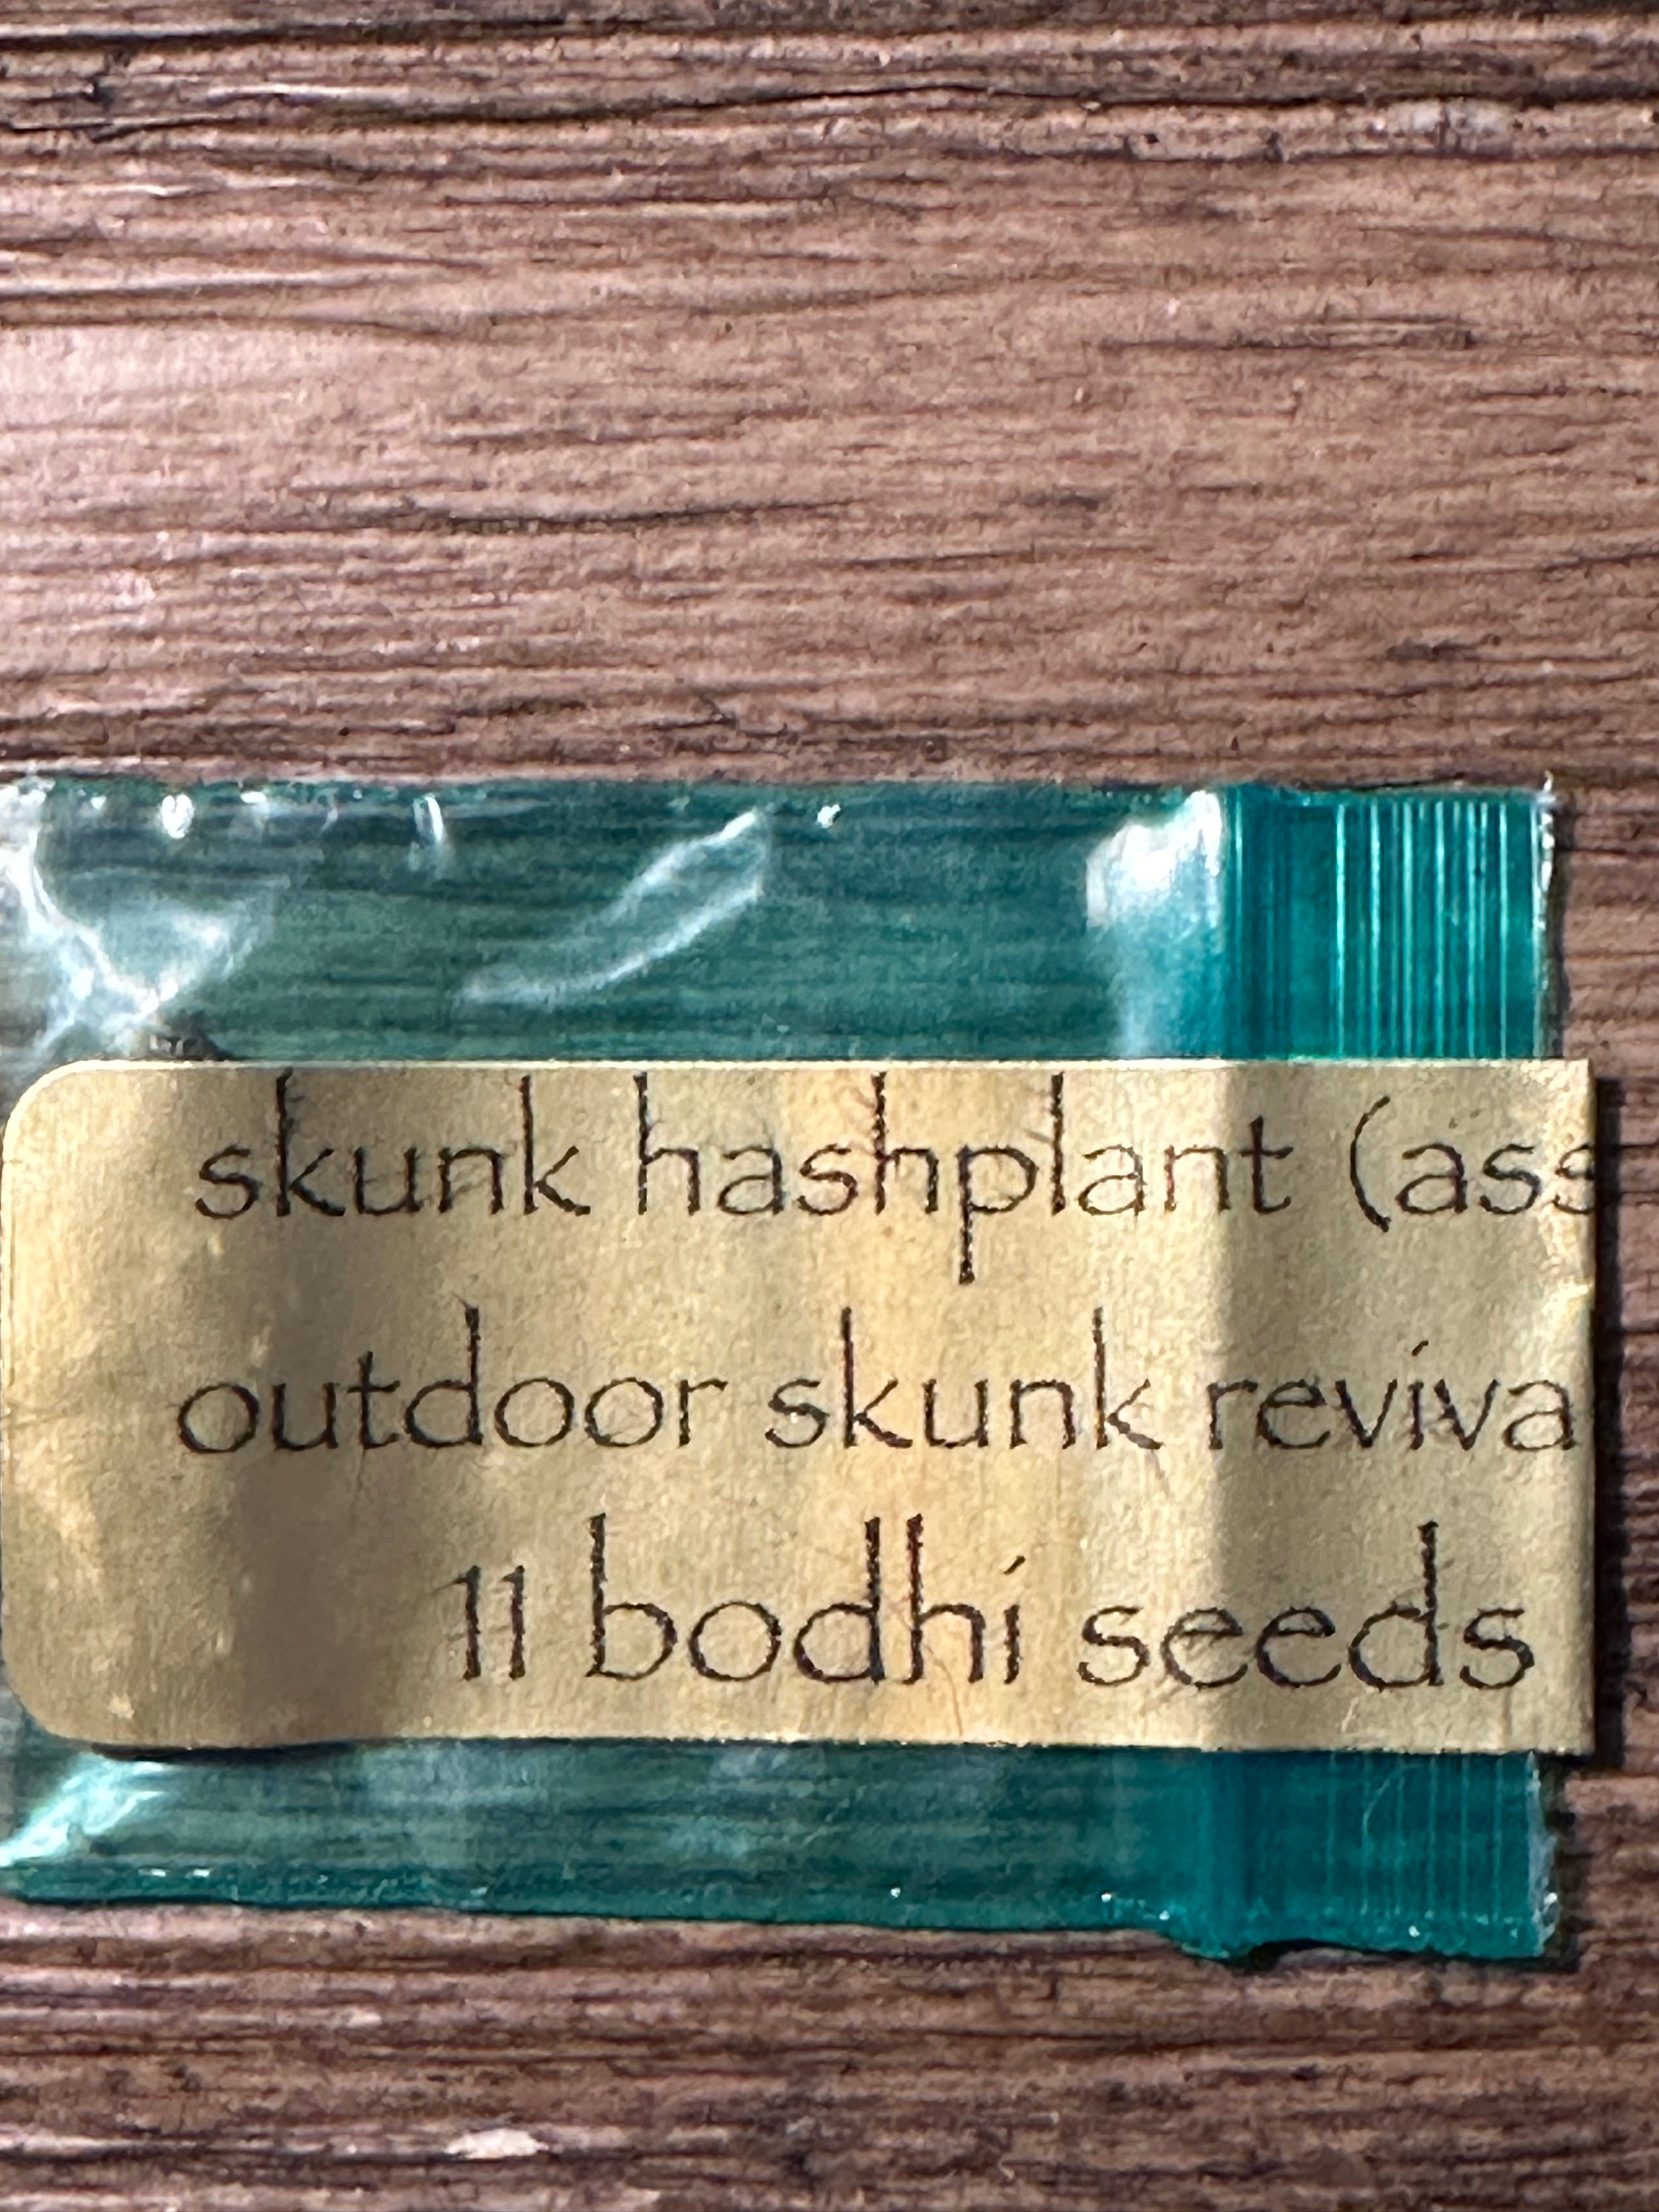 skunk hashplant (ass
outdoor skunk reviva
11 bodhi seeds